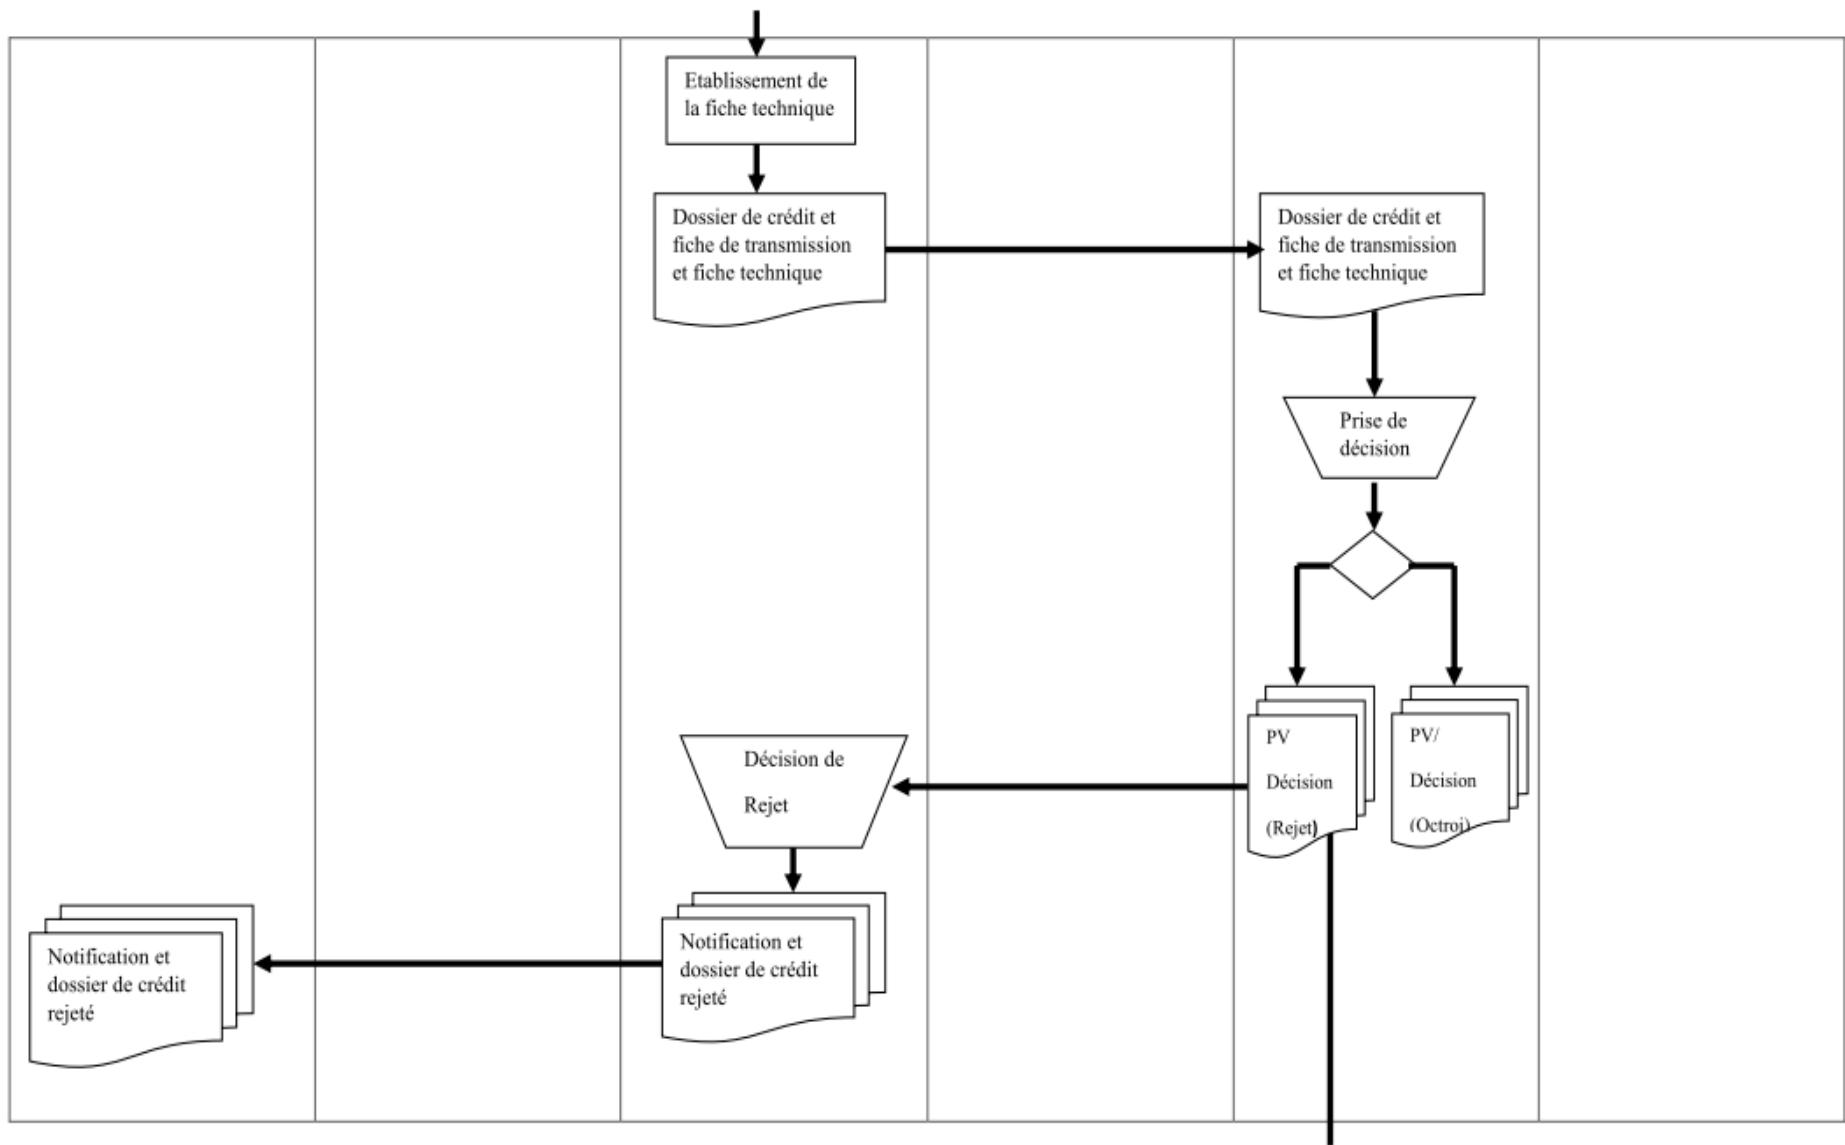 Etablissement de
la fiche technique
Dossier de crédit et
fiche de transmission
et fiche technique
Dossier de crédit et
fiche de transmission
et fiche technique
Prise de
décision
PV
Décision
(Rejet)
PV/
Décision
(Octroi)
Décision de
Rejet
Notification et
dossier de crédit
rejeté
Notification et
dossier de crédit
rejeté